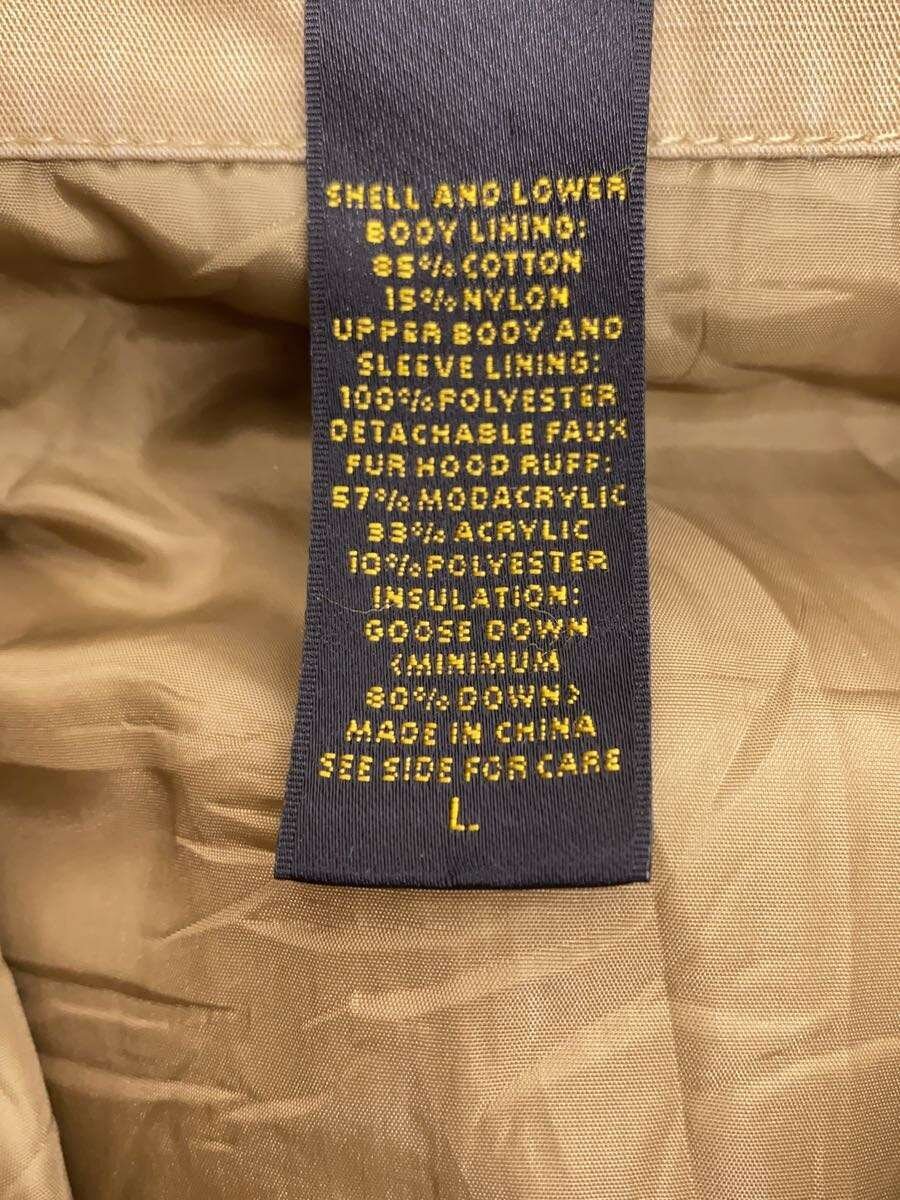 SHELL AND LOWER
BODY LINING:
85% COTTON
15% NYLON
UPPER BODY AND
SLEEVE LINING:
100% POLYESTER
DETACHABLE FAUX
FUR HOOD RUFF:
57% MODACRYLIC
33% ACRYLIC
10% POLYESTER
INSULATION:
GOOSE DOWN
(MINIMUM
80% DOWN)
MADE IN CHINA
SEE SIDE FOR CARE
L